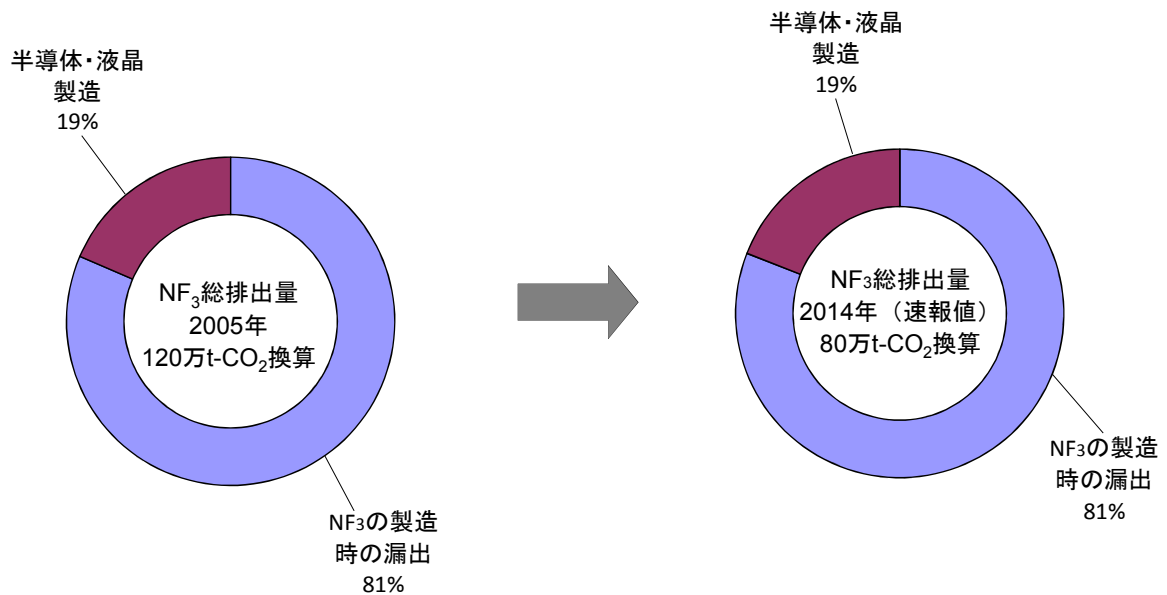 半導体・液晶
製造
19%
NF₃総排出量
2005年
120万t-CO₂換算
NF3の製造
時の漏出
81%
半導体・液晶
製造
19%
NF3総排出量
2014年（速報値）
80万t-CO₂換算
NF3の製造
時の漏出
81%